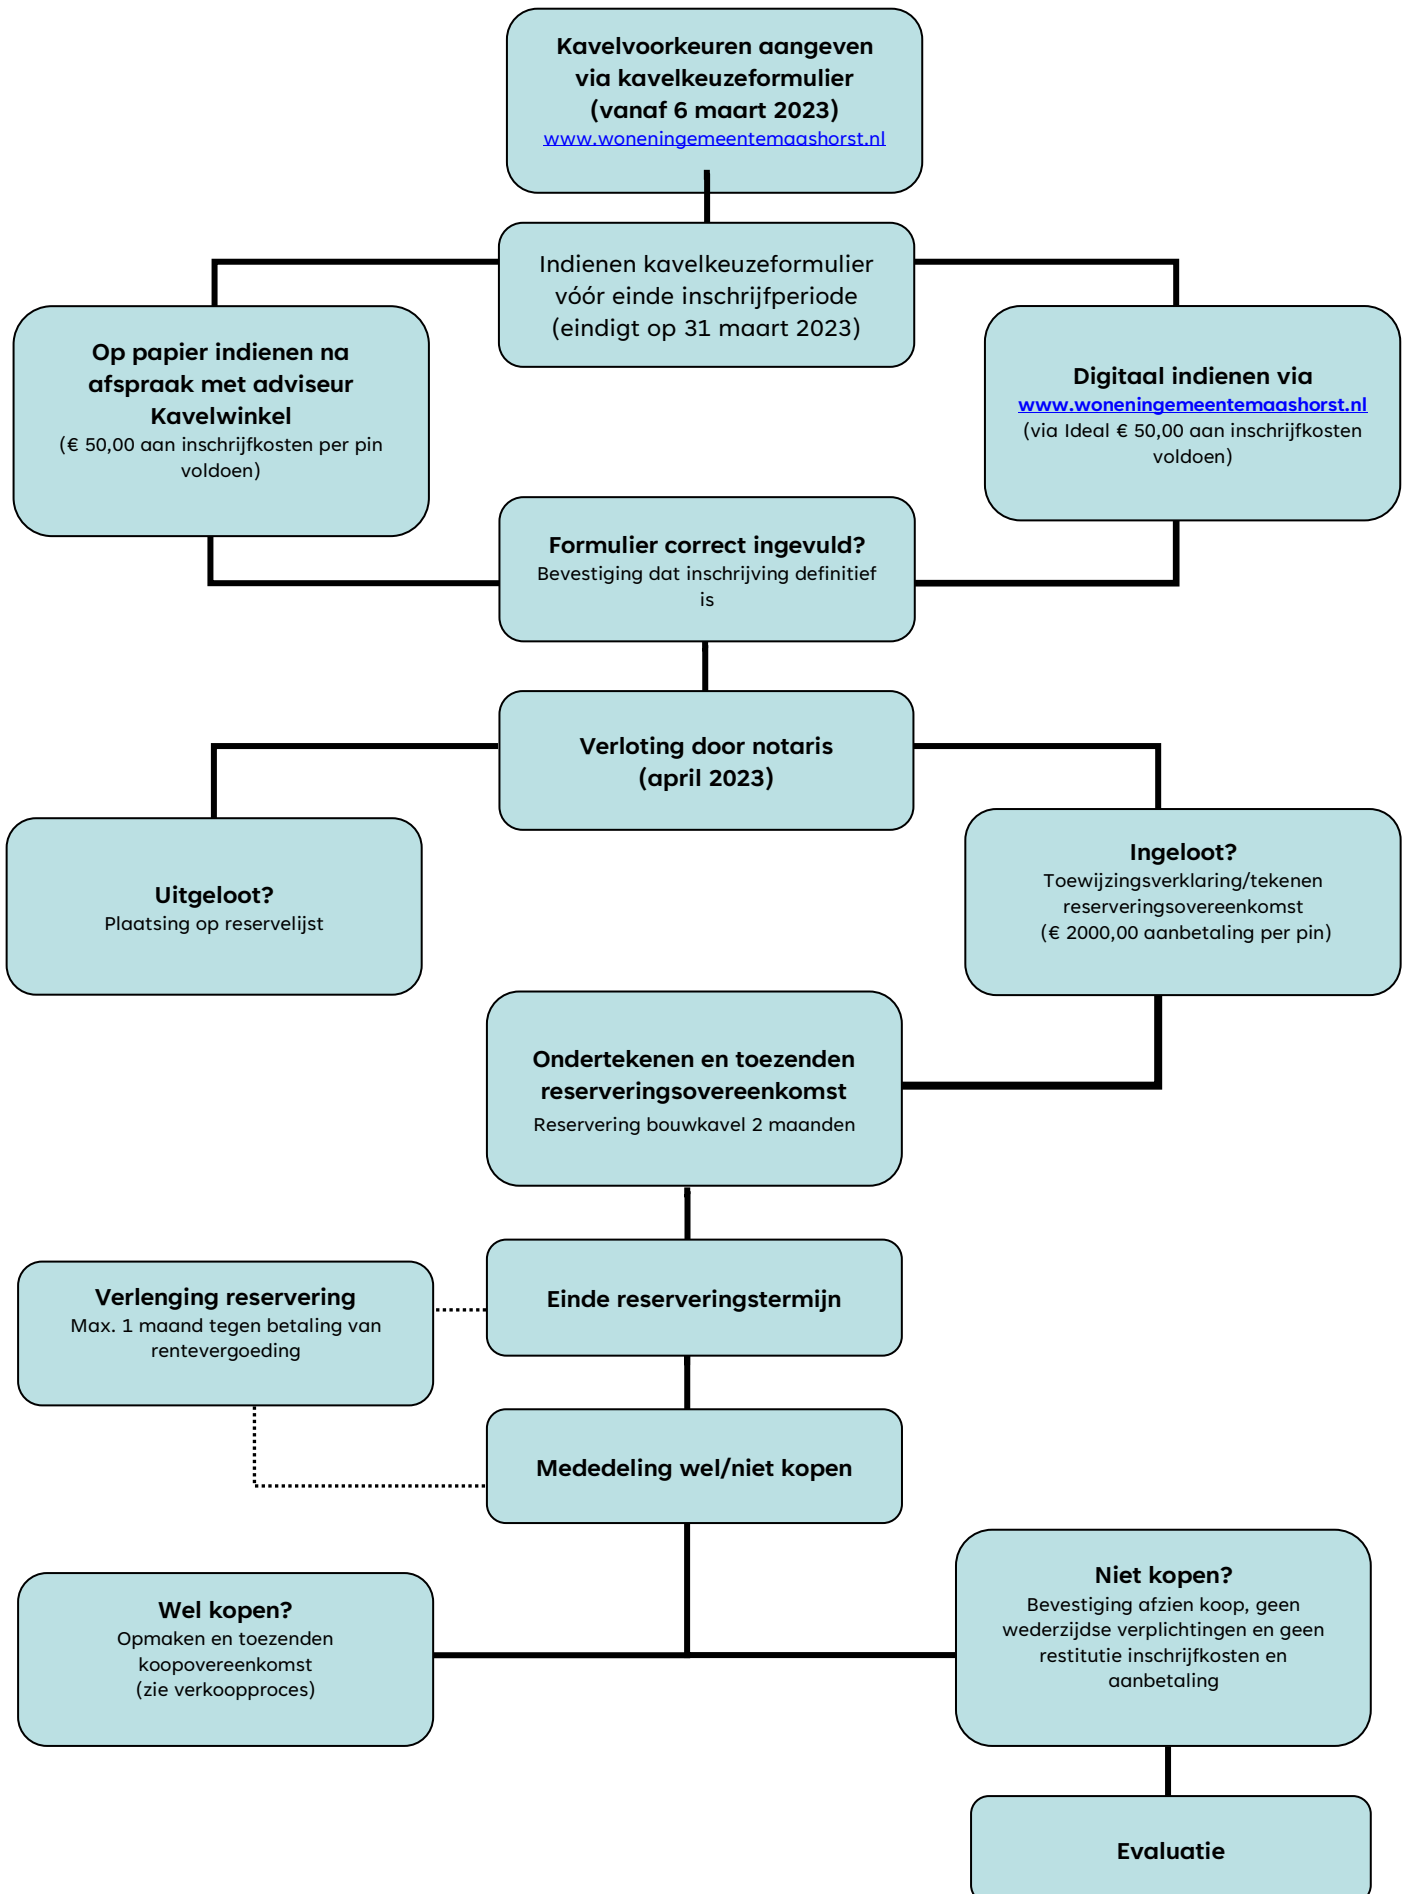 Kavelvoorkeuren aangeven
via kavelkeuzeformulier
(vanaf 6 maart 2023)
www.woneningemeentemaashorst.nl
Indienen kavelkeuzeformulier
vóór einde inschrijfperiode
(eindigt op 31 maart 2023)
Op papier indienen na
afspraak met adviseur
Kavelwinkel
(€ 50,00 aan inschrijfkosten per pin
voldoen)
Digitaal indienen via
www.woneningemeentemaashorst.nl
(via Ideal € 50,00 aan inschrijfkosten
voldoen)
Formulier correct ingevuld?
Bevestiging dat inschrijving definitief
is
Verloting door notaris
(april 2023)
Uitgeloot?
Plaatsing op reservelijst
Ingeloot?
Toewijzingsverklaring/tekenen
reserveringsovereenkomst
(€ 2000,00 aanbetaling per pin)
Ondertekenen en toezenden
reserveringsovereenkomst
Reservering bouwkavel 2 maanden
Einde reserveringstermijn
Verlenging reservering
Max. 1 maand tegen betaling van
rentevergoeding
Mededeling wel/niet kopen
Wel kopen?
Opmaken en toezenden
koopovereenkomst
(zie verkoopproces)
Niet kopen?
Bevestiging afzien koop, geen
wederzijdse verplichtingen en geen
restitutie inschrijfkosten en
aanbetaling
Evaluatie